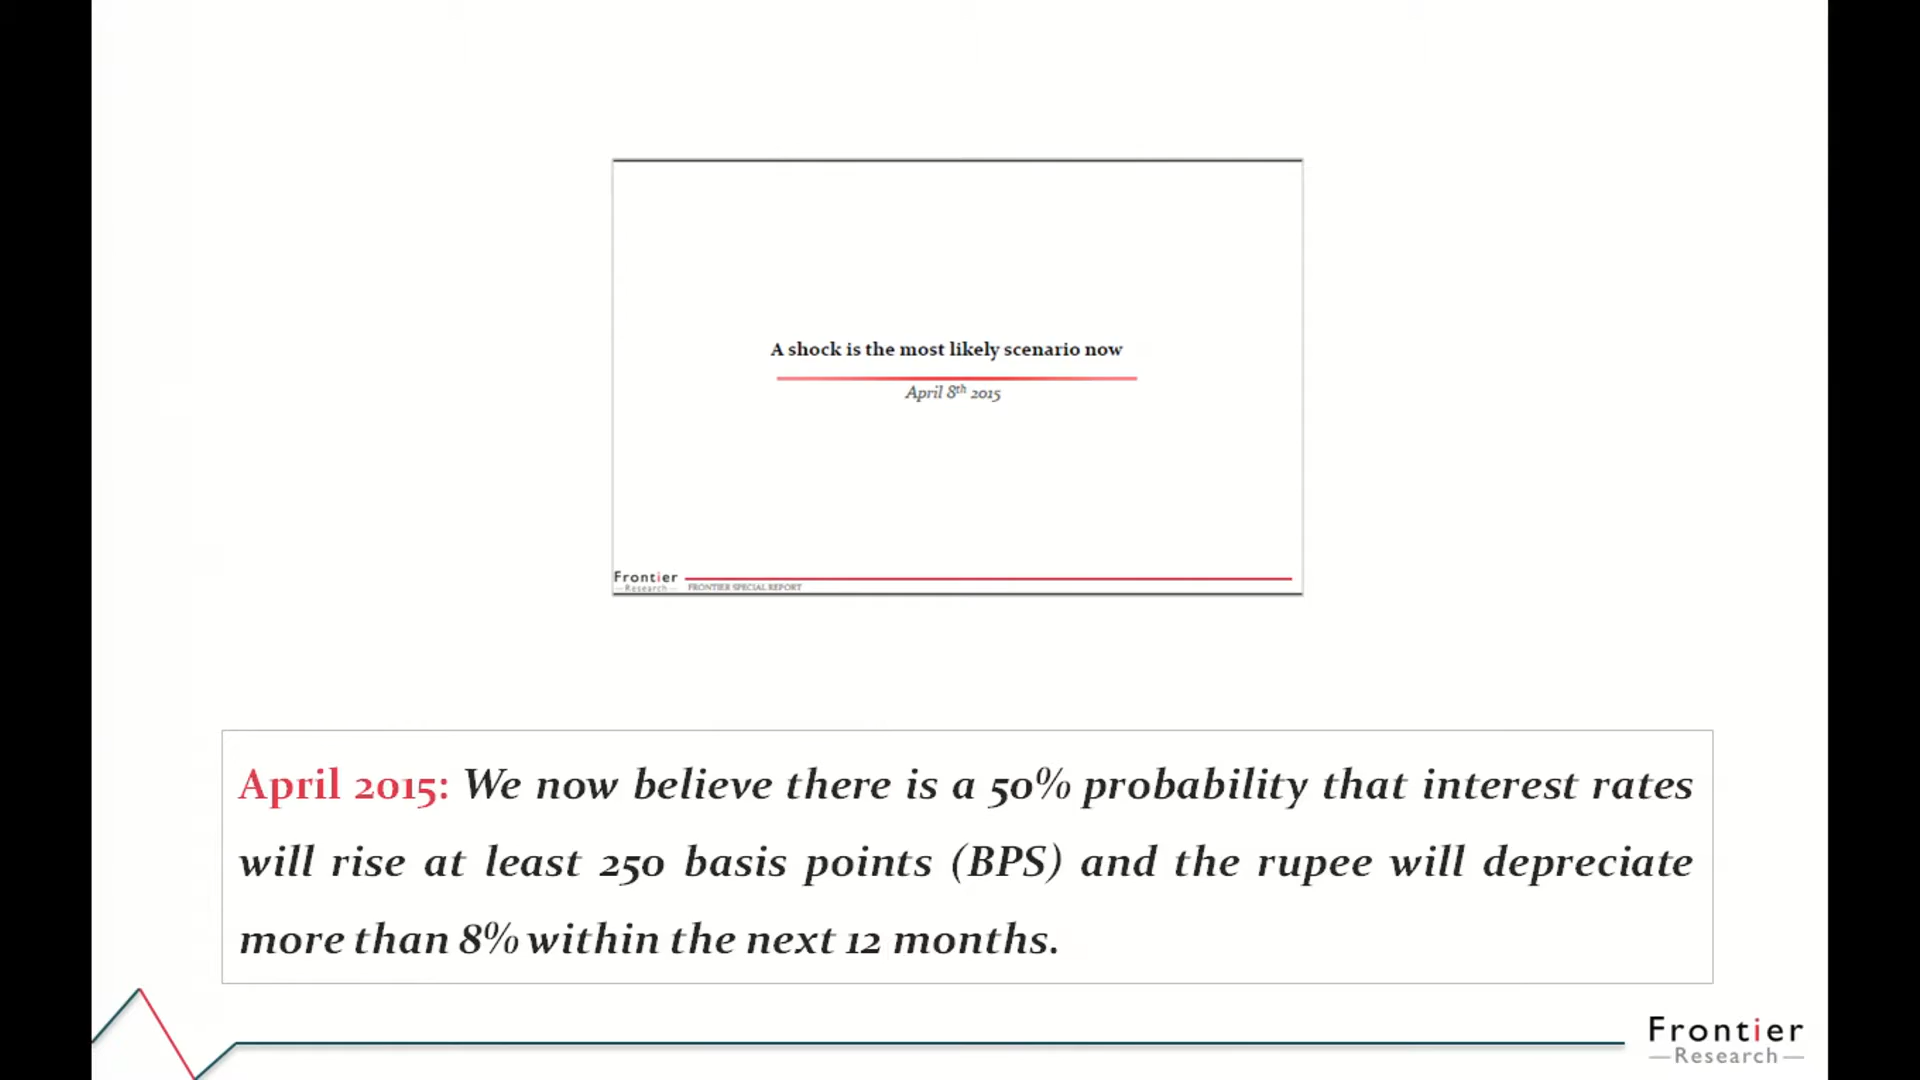 A shock is the most likely scenario now
April 8th 2015
Frontier
Research
FRONTIER SPECIAL REPORT
April 2015: We now believe there is a 50% probability that interest rates
will rise at least 250 basis points (BPS) and the rupee will depreciate
more than 8% within the next 12 months.
Frontier
Research